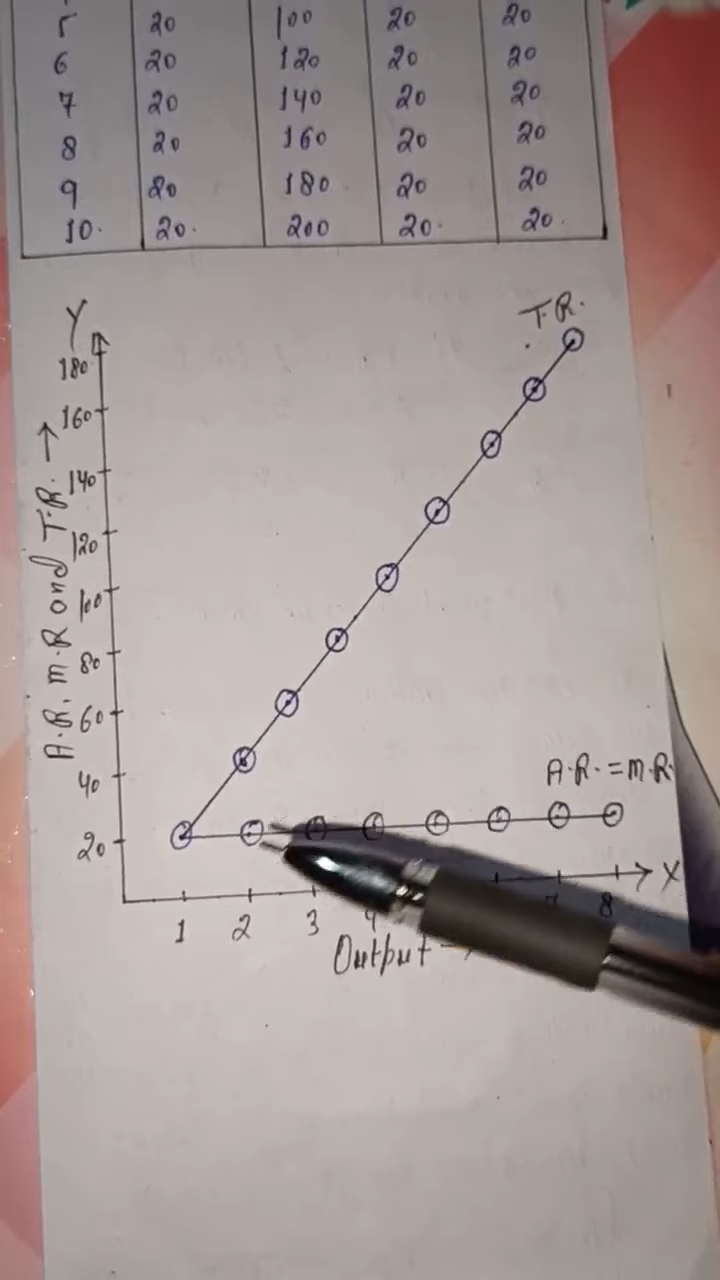 5 20 100 20 20
6 20 120 20 20
7 20 140 20 20
8 20 160 20 20
9 20 180 20 20
10. 20. 200 20. 20.
Y
T.R.
180
160
140
120
100
80
60
40
20
A.R, M.R and T.R. →
A.R. = M.R.
X
1 2 3 4 8
Output →